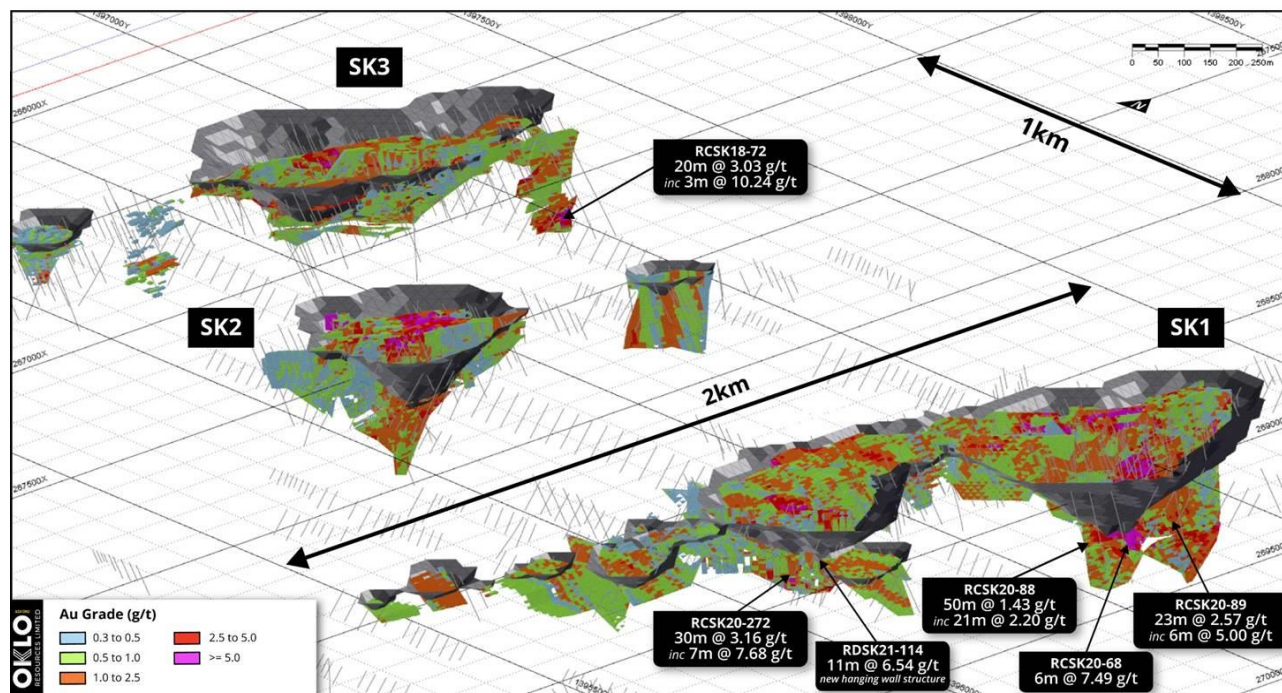 1397000Y
1397500Y
1398000Y
1398500Y
0 50 100 150 200 250m
SK3
N
1km
266000X
RCSK18-72
20m @ 3.03 g/t
inc 3m @ 10.24 g/t
268000X
SK2
SK1
267000X
268500X
2km
267500X
269000X
269500X
RCSK20-88
50m @ 1.43 g/t
inc 21m @ 2.20 g/t
RCSK20-89
23m @ 2.57 g/t
inc 6m @ 5.00 g/t
RCSK20-272
30m @ 3.16 g/t
inc 7m @ 7.68 g/t
RDSK21-114
11m @ 6.54 g/t
new hanging wall structure
RCSK20-68
6m @ 7.49 g/t
270000X
OKLO
RESOURCES LIMITED
Au Grade (g/t)
0.3 to 0.5
0.5 to 1.0
1.0 to 2.5
2.5 to 5.0
>= 5.0